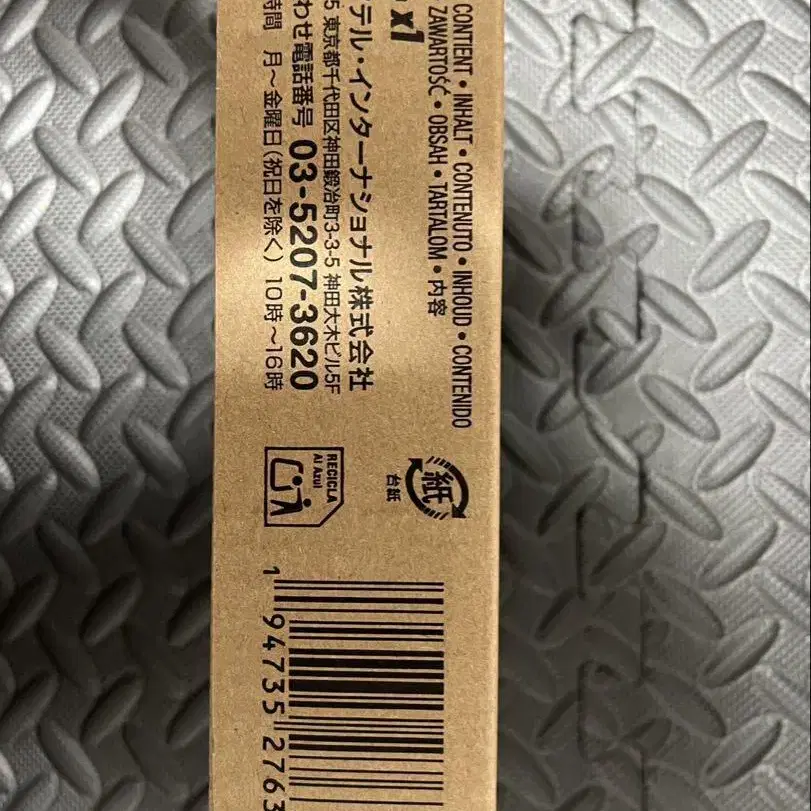 CONTIENT • INHALT • CONTENUTO • INHOUD • CONTENIDO
ZAWARTOŚĆ • OBSAH • TARTALOM • 内容
x1
テル・インターナショナル株式会社
5 東京都千代田区神田鍛冶町3-3-5 神田大木ビル5F
わせ電話番号 03-5207-3620
時間 月～金曜日(祝日を除く) 10時～16時
紙
台紙
RECICLA
Al Azul
1 94735 2763